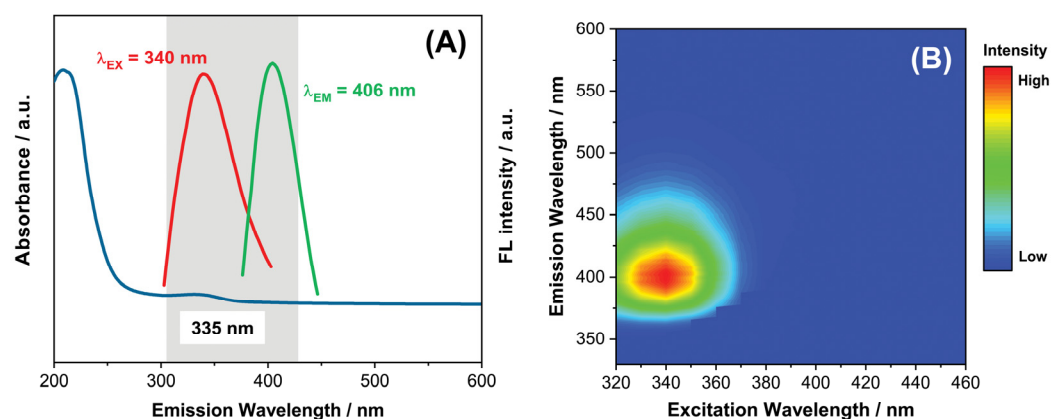 (A)
λEX = 340 nm
λEM = 406 nm
335 nm
Absorbance / a.u.
FL intensity / a.u.
200 300 400 500 600
Emission Wavelength / nm
(B)
600
550
500
450
400
350
Emission Wavelength / nm
320 340 360 380 400 420 440 460
Excitation Wavelength / nm
Intensity
High
Low